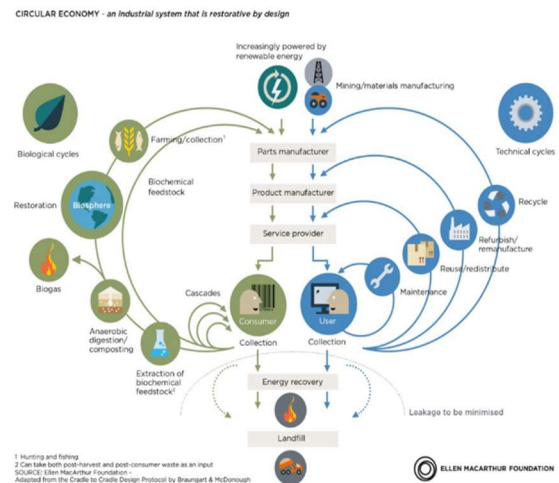 CIRCULAR ECONOMY - an industrial system that is restorative by design
Increasingly powered by
renewable energy
Mining/materials manufacturing
Biological cycles
Farming/collection¹
Parts manufacturer
Technical cycles
Biochemical
feedstock
Product manufacturer
Restoration
Biosphere
Recycle
Service provider
Refurbish/
remanufacture
Reuse/redistribute
Biogas
Maintenance
Cascades
Consumer
User
Anaerobic
digestion/
composting
Collection
Collection
Extraction of
biochemical
feedstock²
Energy recovery
Leakage to be minimised
Landfill
1 Hunting and fishing
2 Can take both post-harvest and post-consumer waste as an input
SOURCE: Ellen MacArthur Foundation -
Adapted from the Cradle to Cradle Design Protocol by Braungart & McDonough
ELLEN MACARTHUR FOUNDATION